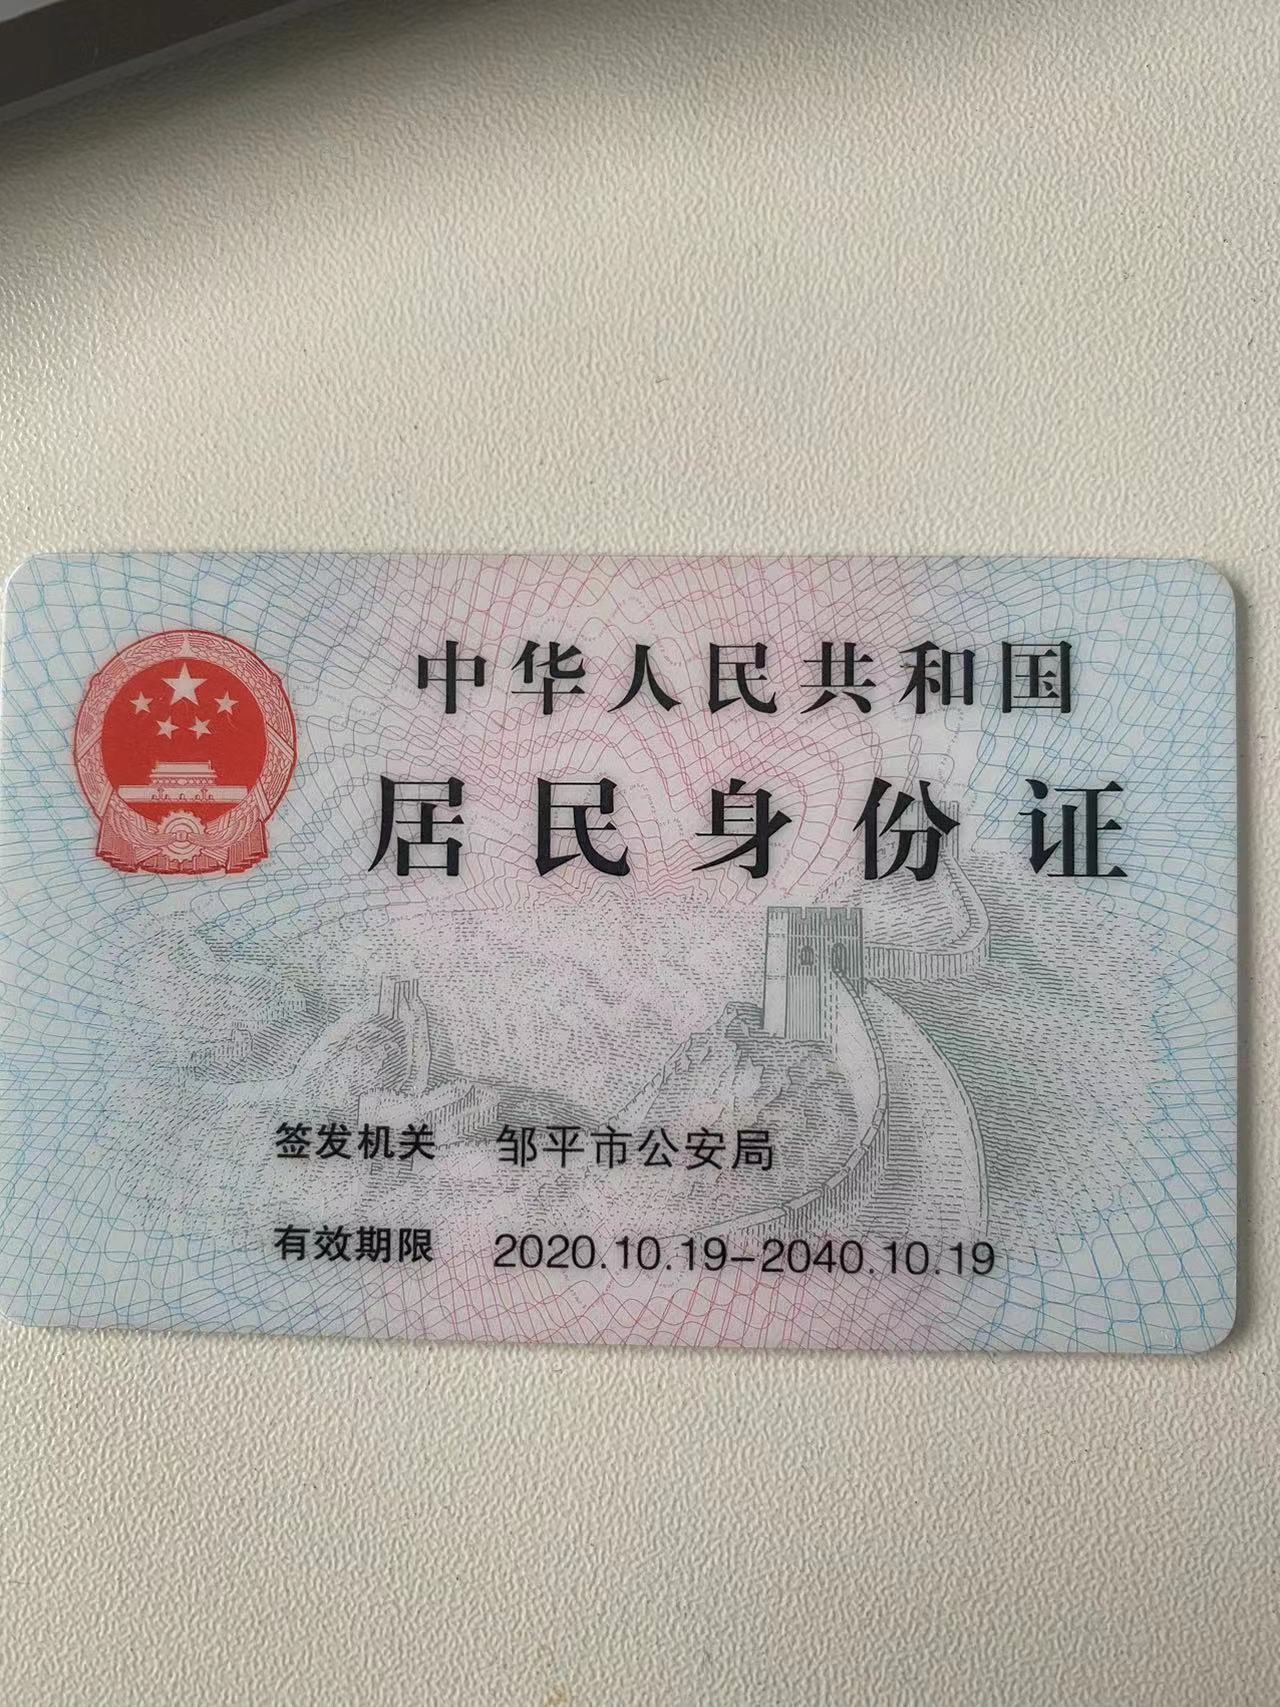 中华人民共和国
居民身份证
签发机关 邹平市公安局
有效期限 2020.10.19-2040.10.19